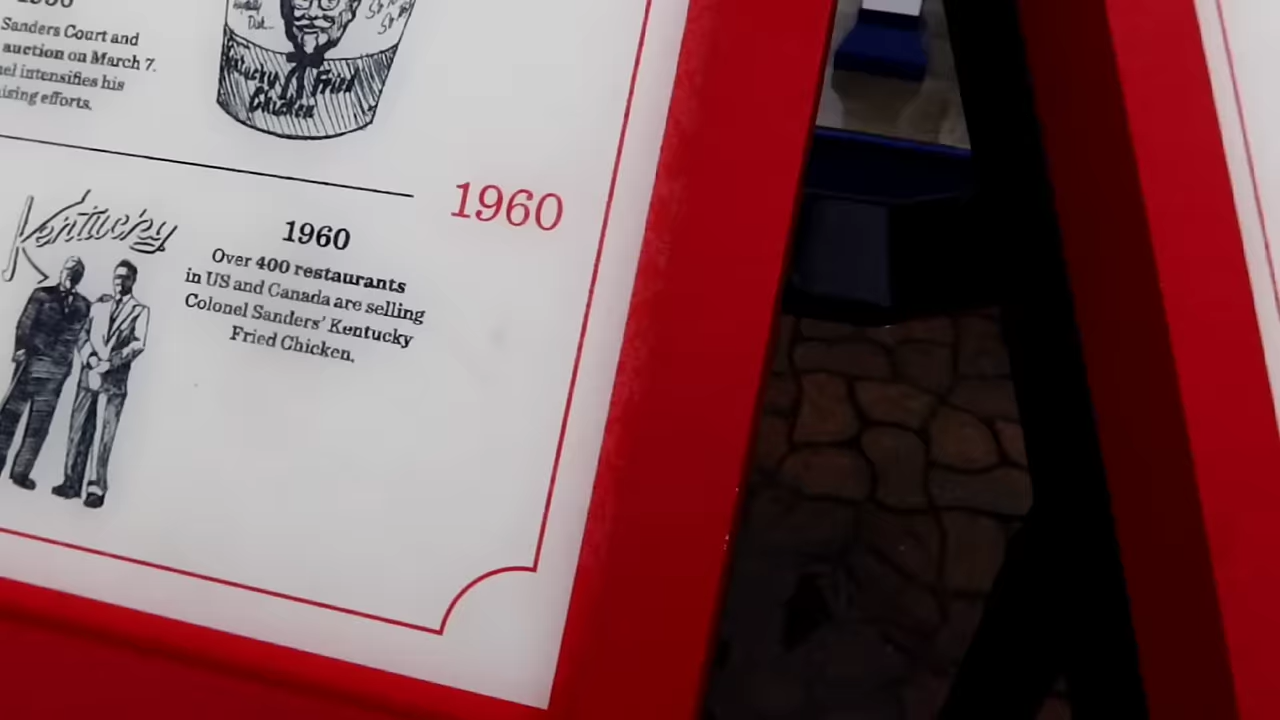 Sanders Court and
auction on March 7.
intensifies his
efforts.
Kentucky Fried
Chicken
1960
Kentucky
1960
Over 400 restaurants
in US and Canada are selling
Colonel Sanders' Kentucky
Fried Chicken.